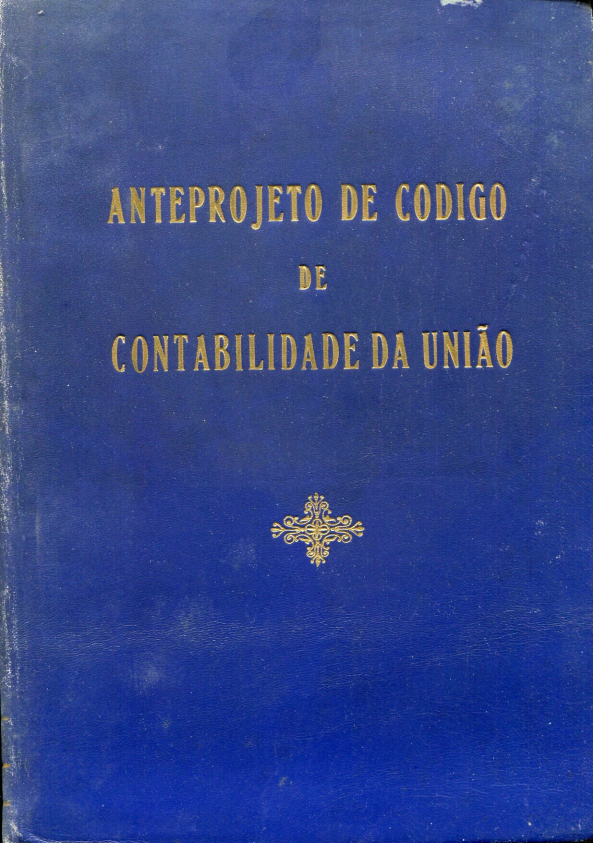 ANTEPROJETO DE CODIGO
DE
CONTABILIDADE DA UNIÃO